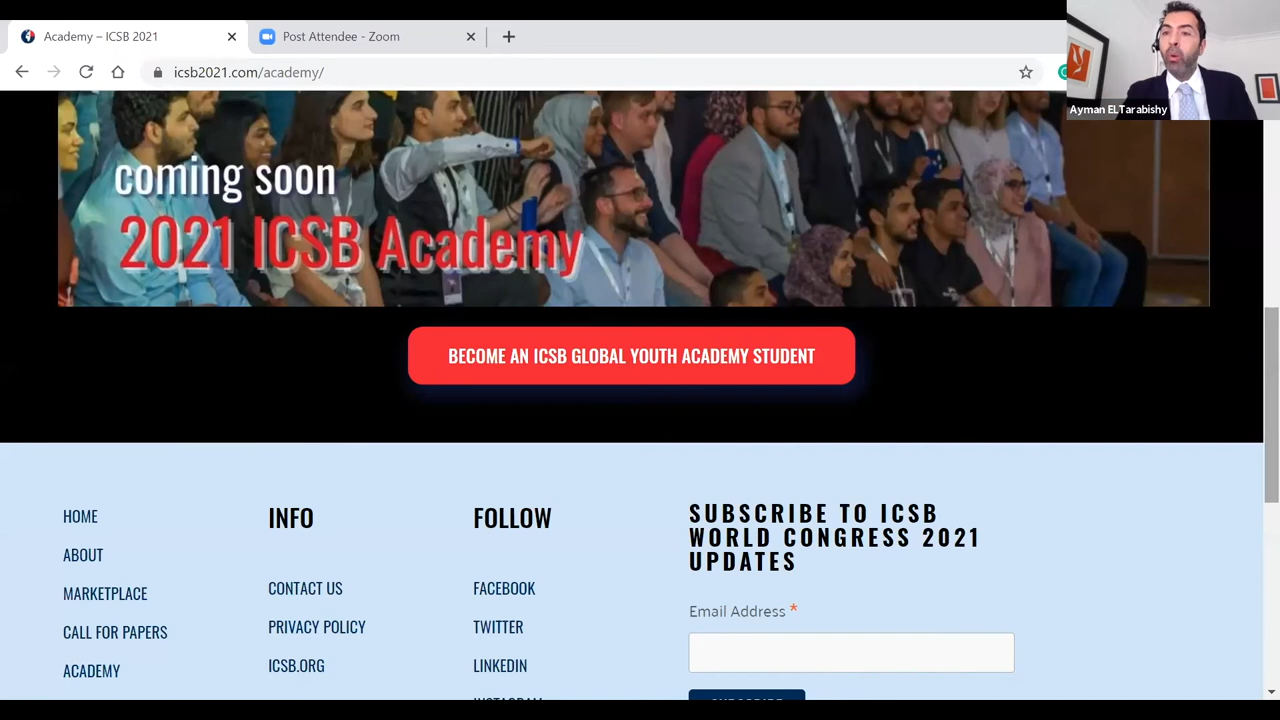 Academy – ICSB 2021
Post Attendee - Zoom
icsb2021.com/academy/
Ayman ELTarabishy
coming soon
2021 ICSB Academy
BECOME AN ICSB GLOBAL YOUTH ACADEMY STUDENT
HOME
ABOUT
MARKETPLACE
CALL FOR PAPERS
ACADEMY
INFO
CONTACT US
PRIVACY POLICY
ICSB.ORG
FOLLOW
FACEBOOK
TWITTER
LINKEDIN
SUBSCRIBE TO ICSB
WORLD CONGRESS 2021
UPDATES
Email Address *